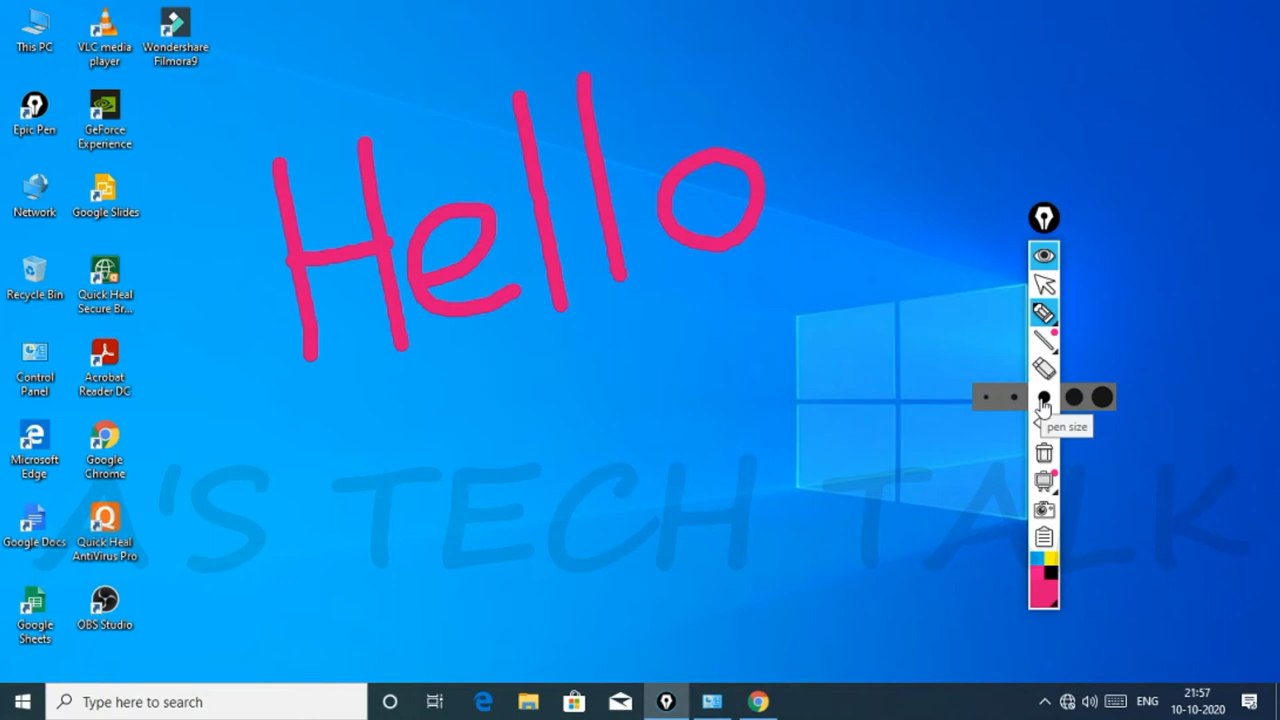 This PC
VLC media player
Wondershare Filmora9
Epic Pen
GeForce Experience
Network
Google Slides
Recycle Bin
Quick Heal Secure Br...
Control Panel
Acrobat Reader DC
Microsoft Edge
Google Chrome
Google Docs
Quick Heal AntiVirus Pro
Google Sheets
OBS Studio
Hello
pen size
A'S TECH TALK
Type here to search
ENG
21:57
10-10-2020